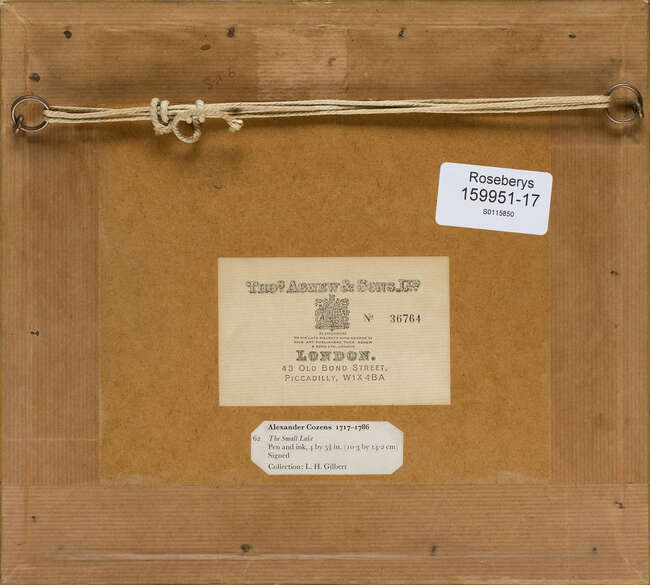 Roseberys
159951-17
S0115850
THOS. AGNEW & SONS, LTD.
No 36764
LONDON.
43 OLD BOND STREET,
PICCADILLY, W1X 4BA
Alexander Cozens 1717–1786
62 The Small Lake
Pen and ink, 4 by 5⅝ in. (10·3 by 14·2 cm)
Signed
Collection: L. H. Gilbert